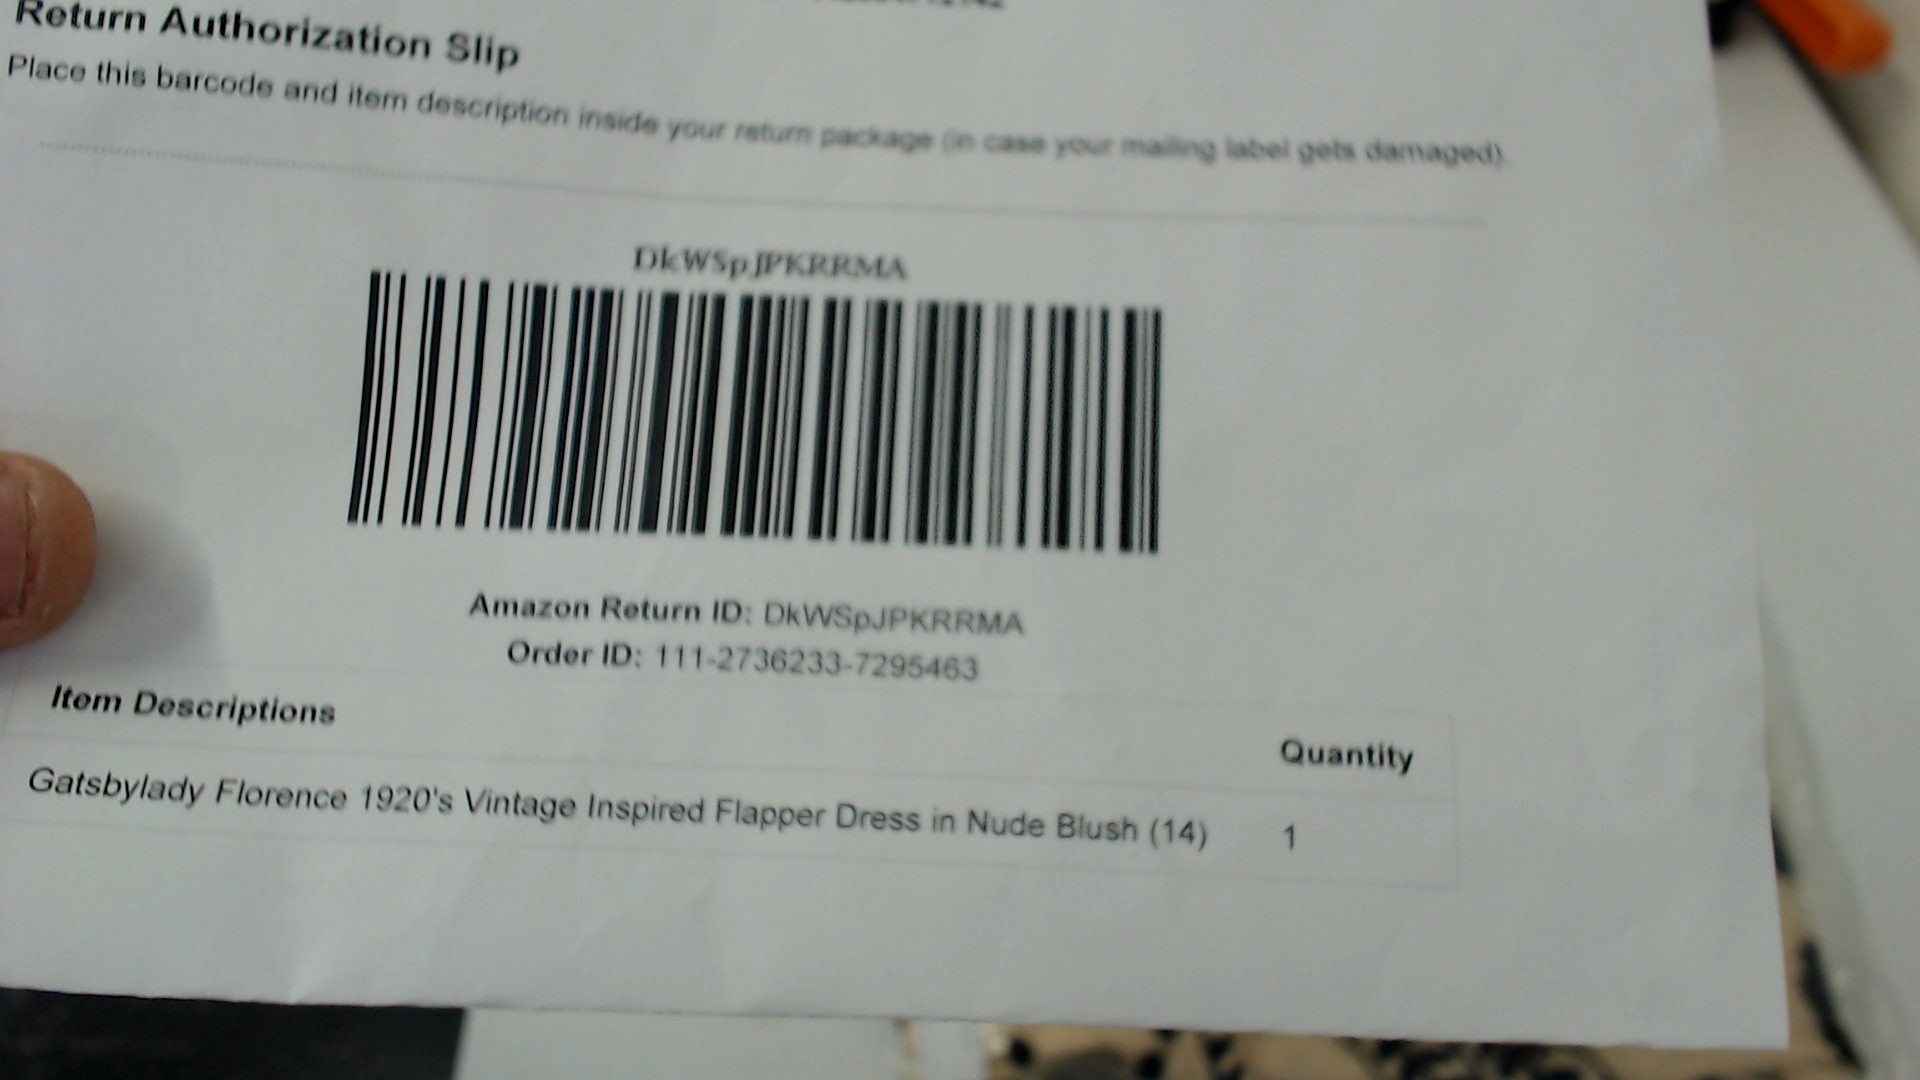 Return Authorization Slip
Place this barcode and item description inside your return package (in case your mailing label gets damaged).
DkWSpJPKRRMA
Amazon Return ID: DkWSpJPKRRMA
Order ID: 111-2736233-7295463
Item Descriptions Quantity
Gatsbylady Florence 1920's Vintage Inspired Flapper Dress in Nude Blush (14) 1